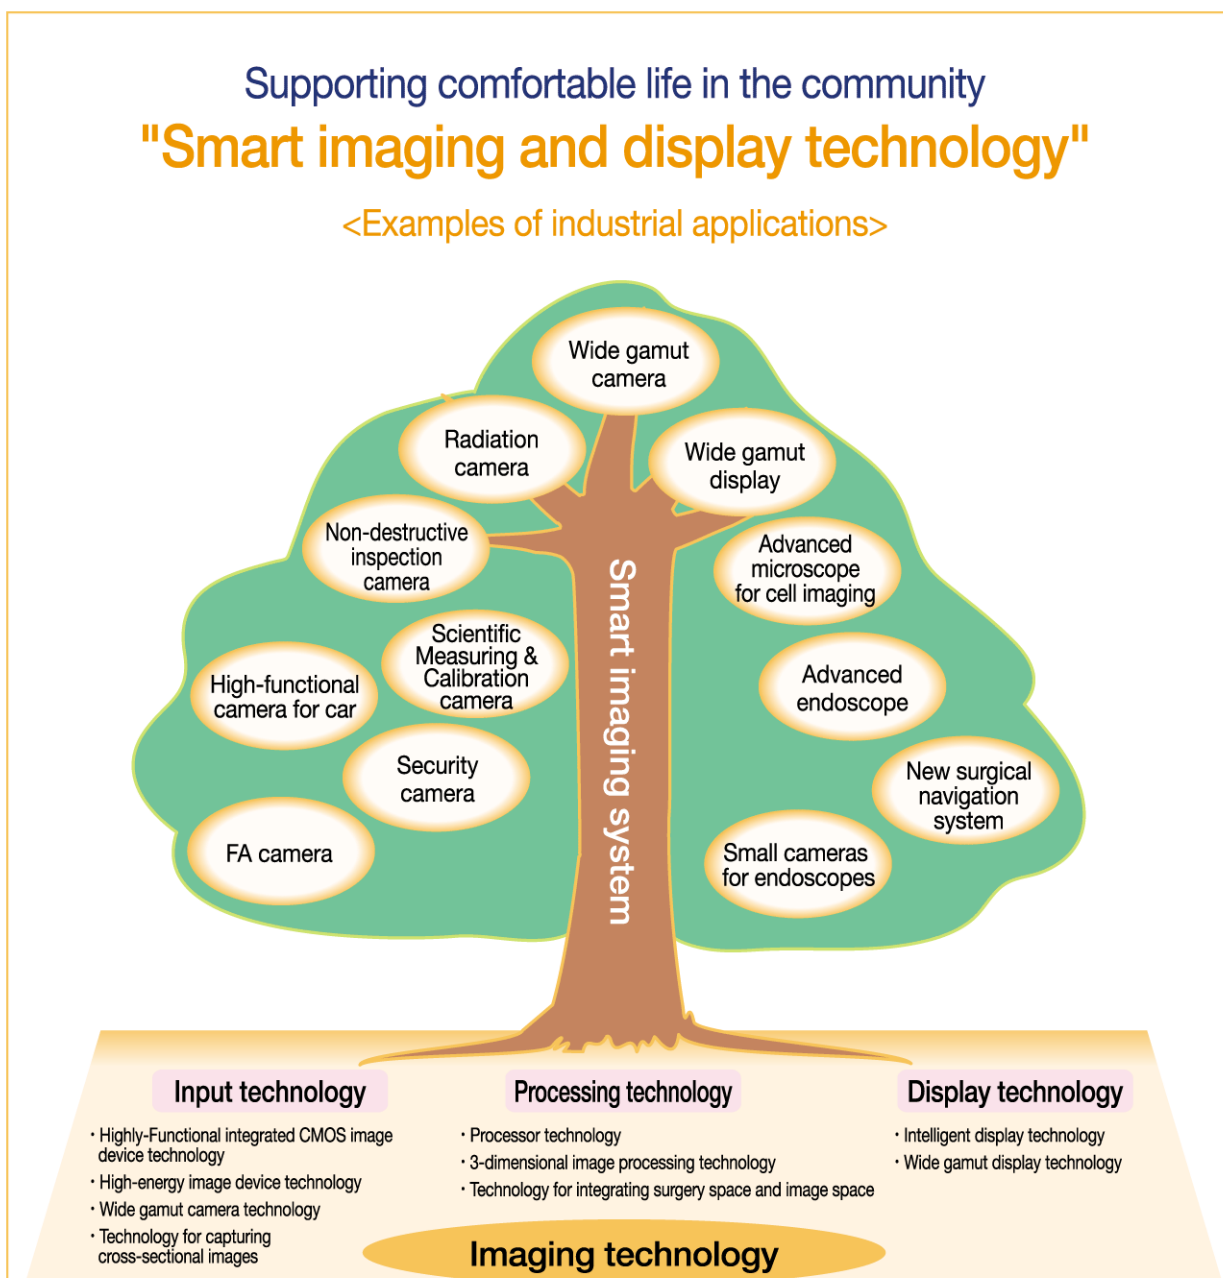 Supporting comfortable life in the community
"Smart imaging and display technology"
<Examples of industrial applications>
Wide gamut
camera
Radiation
camera
Wide gamut
display
Non-destructive
inspection
camera
Advanced
microscope
for cell imaging
Scientific
Measuring &
Calibration
camera
High-functional
camera for car
Advanced
endoscope
Security
camera
New surgical
navigation
system
FA camera
Small cameras
for endoscopes
Smart imaging system
Input technology
・Highly-Functional integrated CMOS image
device technology
・High-energy image device technology
・Wide gamut camera technology
・Technology for capturing
cross-sectional images
Processing technology
・Processor technology
・3-dimensional image processing technology
・Technology for integrating surgery space and image space
Display technology
・Intelligent display technology
・Wide gamut display technology
Imaging technology